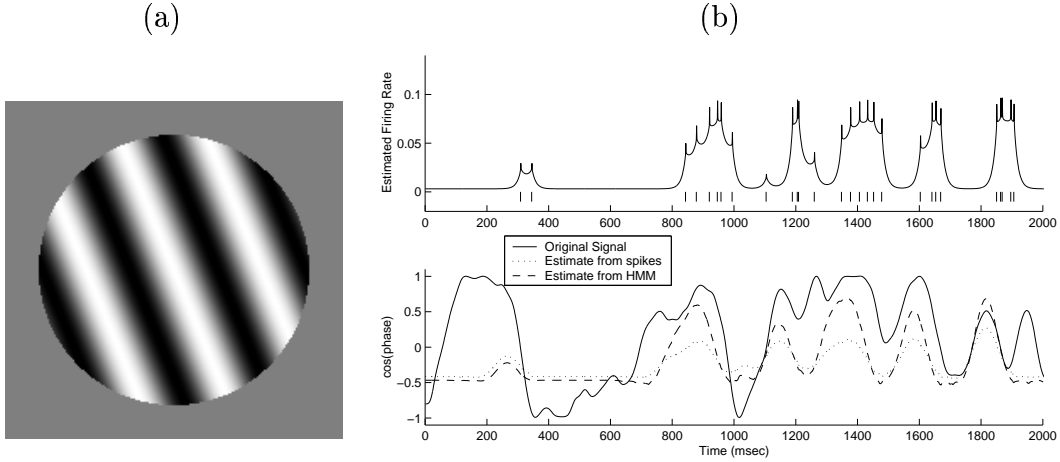 (a)
(b)
Estimated Firing Rate
0.1
0.05
0
0 200 400 600 800 1000 1200 1400 1600 1800 2000
Original Signal
Estimate from spikes
Estimate from HMM
cos(phase)
1
0.5
0
−0.5
−1
0 200 400 600 800 1000 1200 1400 1600 1800 2000
Time (msec)